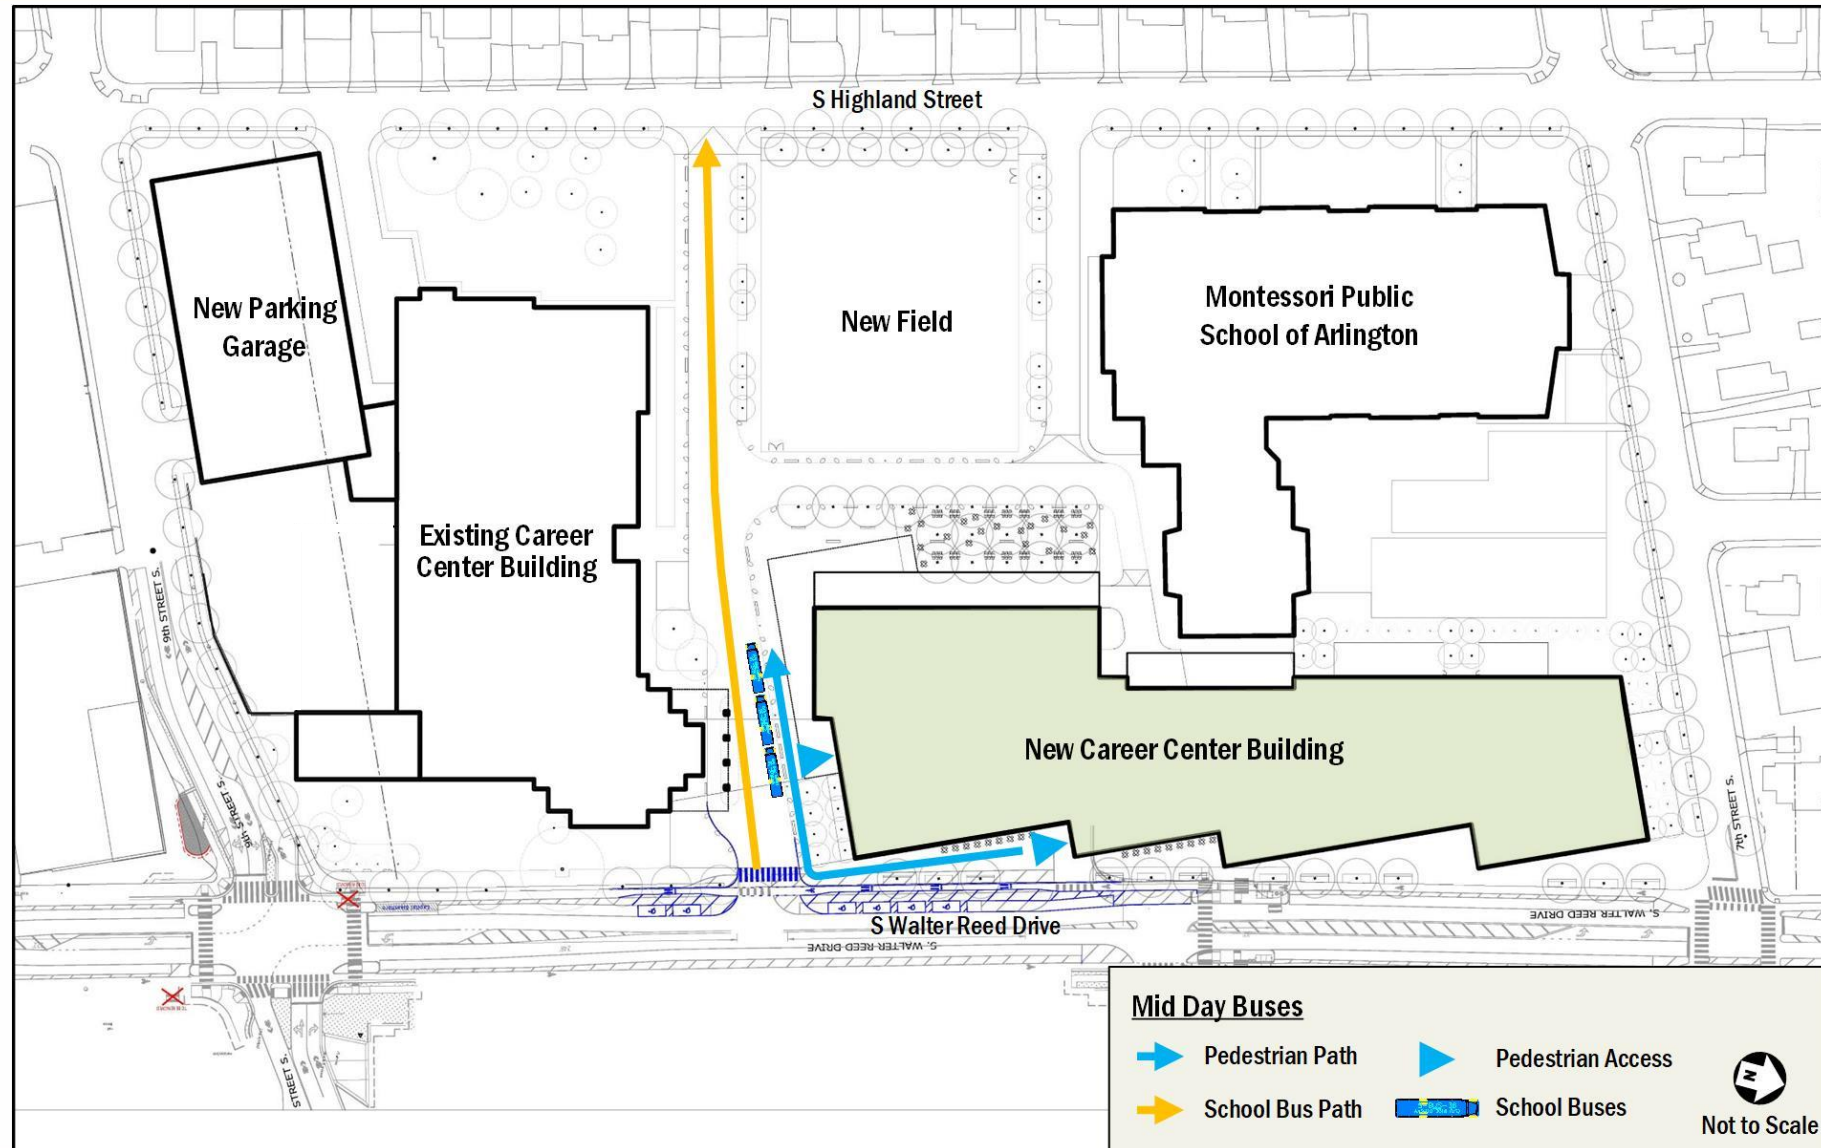 S Highland Street
New Parking
Garage
New Field
Montessori Public
School of Arlington
Existing Career
Center Building
9th STREET S.
New Career Center Building
9th STREET S.
7th STREET S.
S Walter Reed Drive
S. WALTER REED DRIVE
S. WALTER REED DRIVE
STREET S.
Mid Day Buses
Pedestrian Path
Pedestrian Access
School Bus Path
School Buses
N
Not to Scale